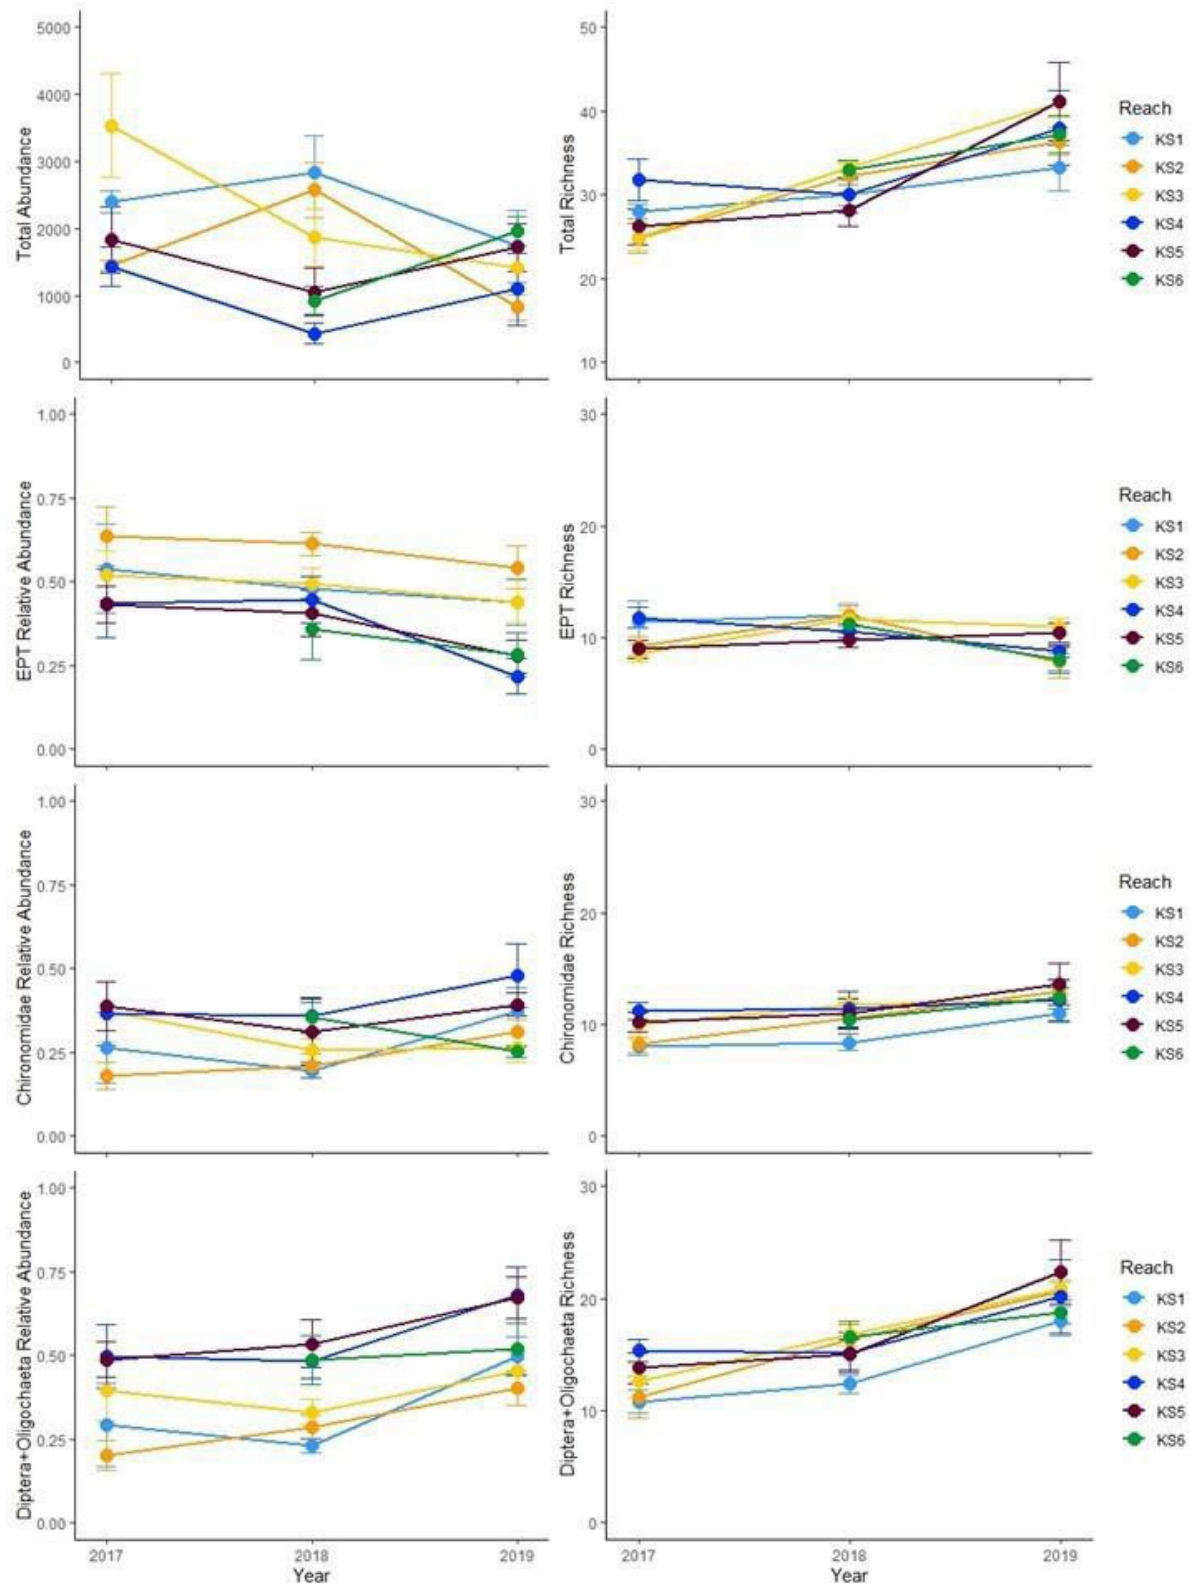 5000
4000
3000
2000
1000
0
Total Abundance
50
40
30
20
10
Total Richness
Reach
KS1
KS2
KS3
KS4
KS5
KS6
1.00
0.75
0.50
0.25
0.00
EPT Relative Abundance
30
20
10
0
EPT Richness
Reach
KS1
KS2
KS3
KS4
KS5
KS6
1.00
0.75
0.50
0.25
0.00
Chironomidae Relative Abundance
30
20
10
0
Chironomidae Richness
Reach
KS1
KS2
KS3
KS4
KS5
KS6
1.00
0.75
0.50
0.25
0.00
Diptera+Oligochaeta Relative Abundance
2017 2018 2019
Year
30
20
10
0
Diptera+Oligochaeta Richness
2017 2018 2019
Year
Reach
KS1
KS2
KS3
KS4
KS5
KS6